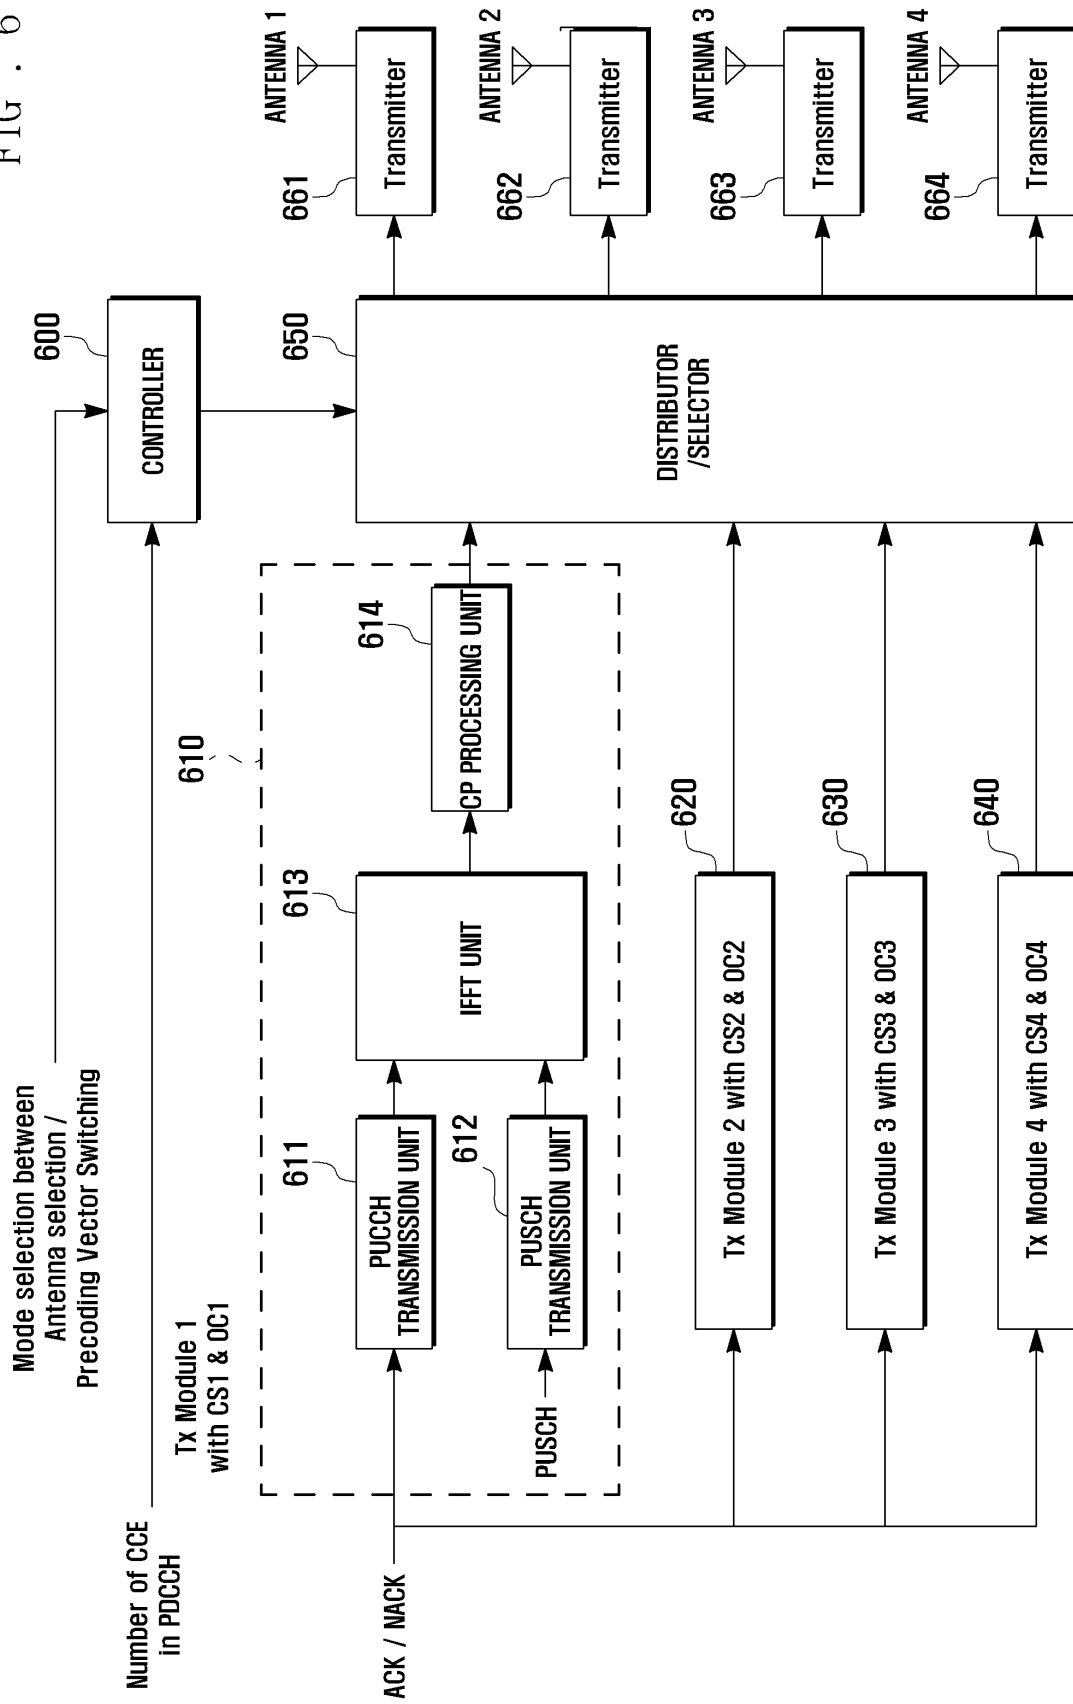 FIG . 6
Mode selection between
Antenna selection /
Precoding Vector Switching
Number of CCE
in PDCCH
600
CONTROLLER
Tx Module 1
with CS1 & OC1
610
ACK / NACK
611
PUCCH
TRANSMISSION UNIT
PUSCH
612
PUSCH
TRANSMISSION UNIT
613
IFFT UNIT
614
CP PROCESSING UNIT
620
Tx Module 2 with CS2 & OC2
630
Tx Module 3 with CS3 & OC3
640
Tx Module 4 with CS4 & OC4
650
DISTRIBUTOR
/SELECTOR
661
Transmitter
ANTENNA 1
662
Transmitter
ANTENNA 2
663
Transmitter
ANTENNA 3
664
Transmitter
ANTENNA 4